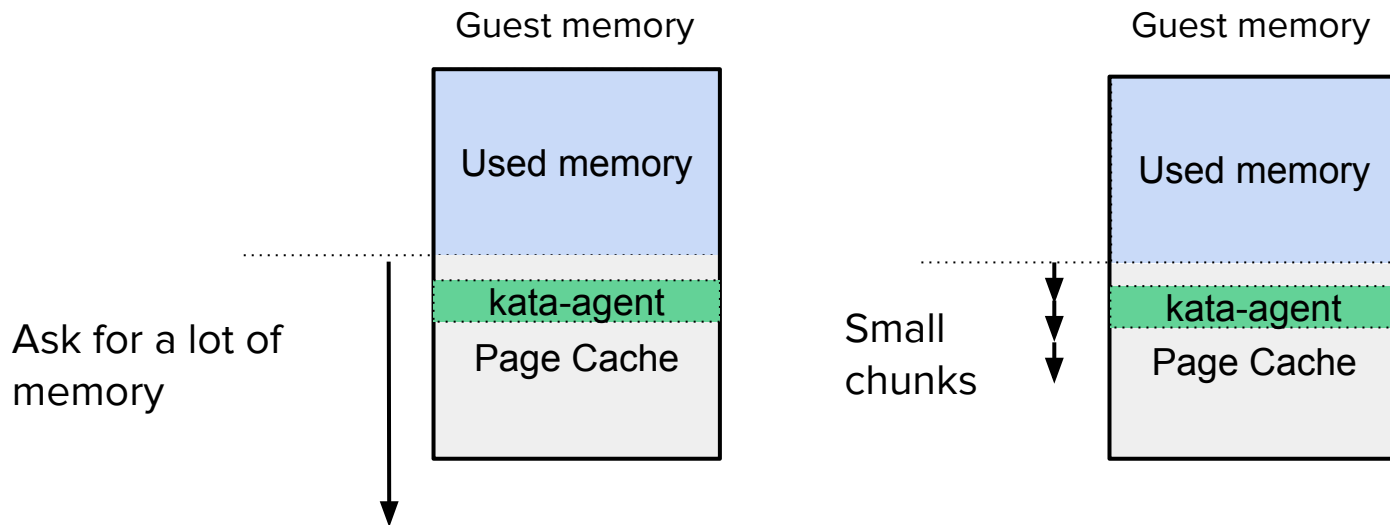 Guest memory
Used memory
kata-agent
Page Cache
Ask for a lot of
memory
Guest memory
Used memory
kata-agent
Page Cache
Small
chunks